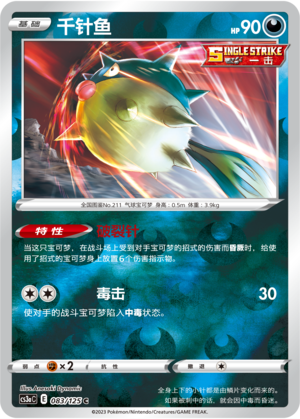 基础 千针鱼 HP90
SINGLE STRIKE
一击
全国图鉴No.211 气球宝可梦 身高：0.5m 体重：3.9kg
特性 破裂针
当这只宝可梦，在战斗场上受到对手宝可梦的招式的伤害而昏厥时，给使
用了招式的宝可梦身上放置6个伤害指示物。
毒击 30
使对手的战斗宝可梦陷入中毒状态。
Illus. Anesaki Dynamic
弱点 ×2 抵抗力 撤退
CS3aC E 083/125 C
全身上下的小针都是由鳞片变化而来的。
如果被刺中的话，就会因中毒而昏迷。
©2023 Pokémon/Nintendo/Creatures/GAME FREAK.